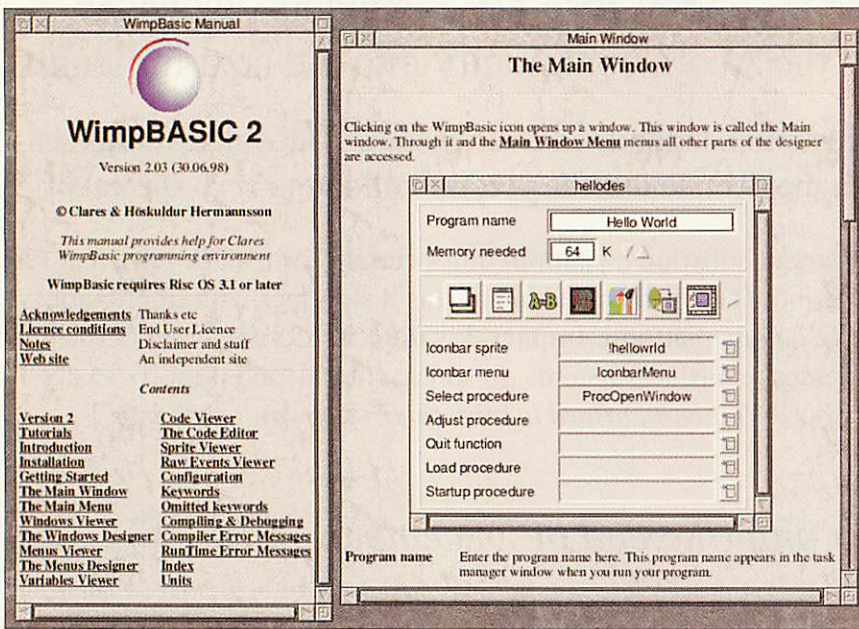 WimpBasic Manual
WimpBASIC 2
Version 2.03 (30.06.98)
© Clares & Höskuldur Hermannsson
This manual provides help for Clares
WimpBasic programming environment
WimpBasic requires Risc OS 3.1 or later
Acknowledgements Thanks etc
Licence conditions End User Licence
Notes Disclaimer and stuff
Web site An independent site
Contents
Version 2 Code Viewer
Tutorials The Code Editor
Introduction Sprite Viewer
Installation Raw Events Viewer
Getting Started Configuration
The Main Window Keywords
The Main Menu Omitted keywords
Windows Viewer Compiling & Debugging
The Windows Designer Compiler Error Messages
Menus Viewer RunTime Error Messages
The Menus Designer Index
Variables Viewer Units
Main Window
The Main Window
Clicking on the WimpBasic icon opens up a window. This window is called the Main
window. Through it and the Main Window Menu menus all other parts of the designer
are accessed.
hellodes
Program name Hello World
Memory needed 64 K
A=B
Iconbar sprite !hellowrld
Iconbar menu IconbarMenu
Select procedure ProcOpenWindow
Adjust procedure
Quit function
Load procedure
Startup procedure
Program name Enter the program name here. This program name appears in the task
manager window when you run your program.